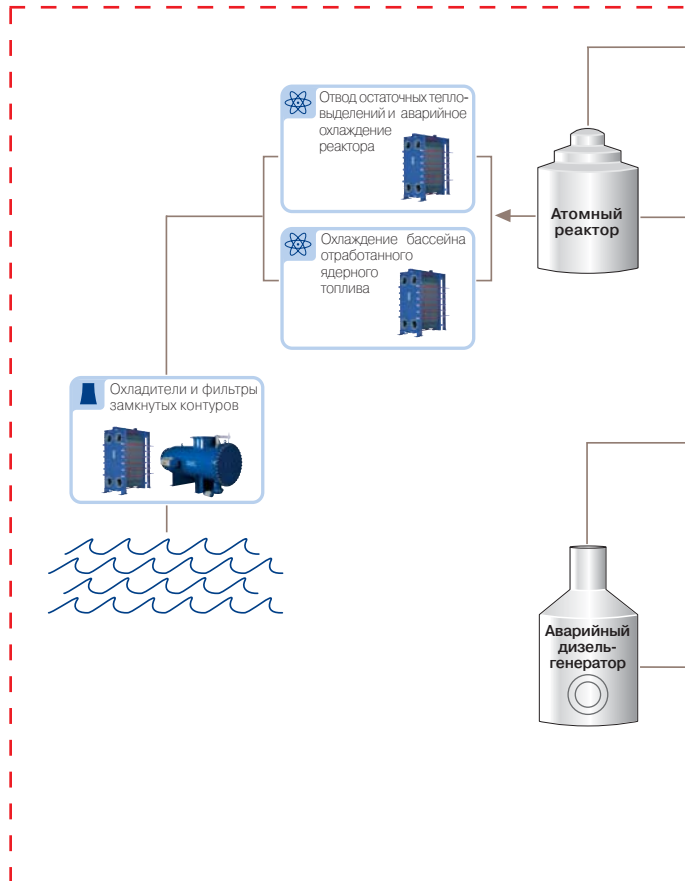 Отвод остаточных тепло-
выделений и аварийное
охлаждение
реактора
Атомный
реактор
Охлаждение бассейна
отработанного
ядерного
топлива
Охладители и фильтры
замкнутых контуров
Аварийный
дизель-
генератор